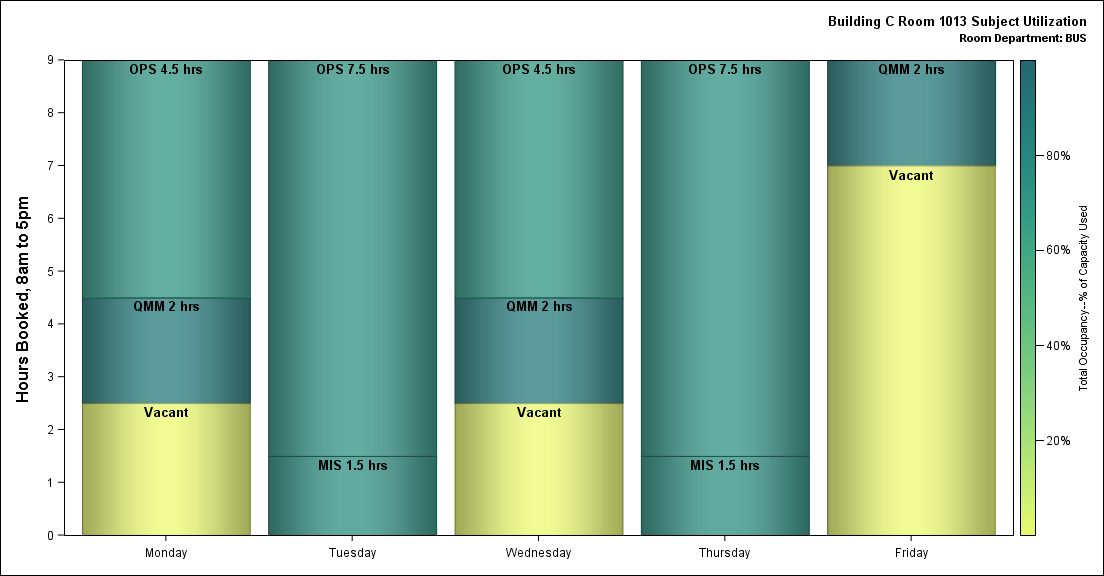 Building C Room 1013 Subject Utilization
Room Department: BUS
Hours Booked, 8am to 5pm
9
8
7
6
5
4
3
2
1
0
OPS 4.5 hrs
QMM 2 hrs
Vacant
OPS 7.5 hrs
MIS 1.5 hrs
OPS 4.5 hrs
QMM 2 hrs
Vacant
OPS 7.5 hrs
MIS 1.5 hrs
QMM 2 hrs
Vacant
Monday
Tuesday
Wednesday
Thursday
Friday
80%
60%
40%
20%
Total Occupancy--% of Capacity Used